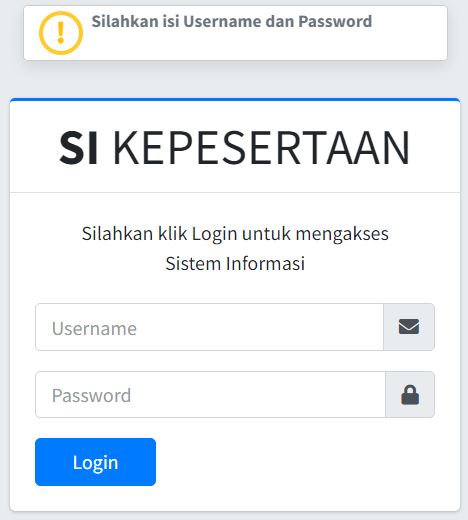 Silahkan isi Username dan Password
SI KEPESERTAAN
Silahkan klik Login untuk mengakses
Sistem Informasi
Username
Password
Login